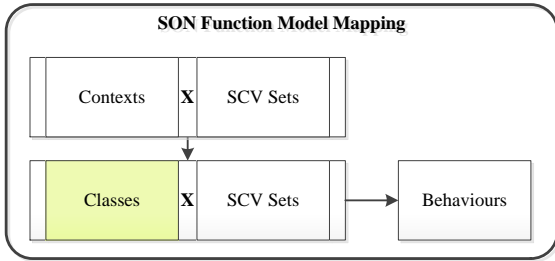 SON Function Model Mapping
Contexts X SCV Sets
Classes X SCV Sets Behaviours